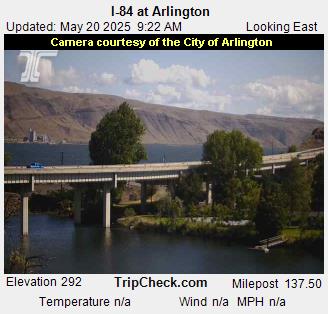 I-84 at Arlington
Updated: May 20 2025 9:22 AM Looking East
Camera courtesy of the City of Arlington
Elevation 292 TripCheck.com Milepost 137.50
Temperature n/a Wind n/a MPH n/a